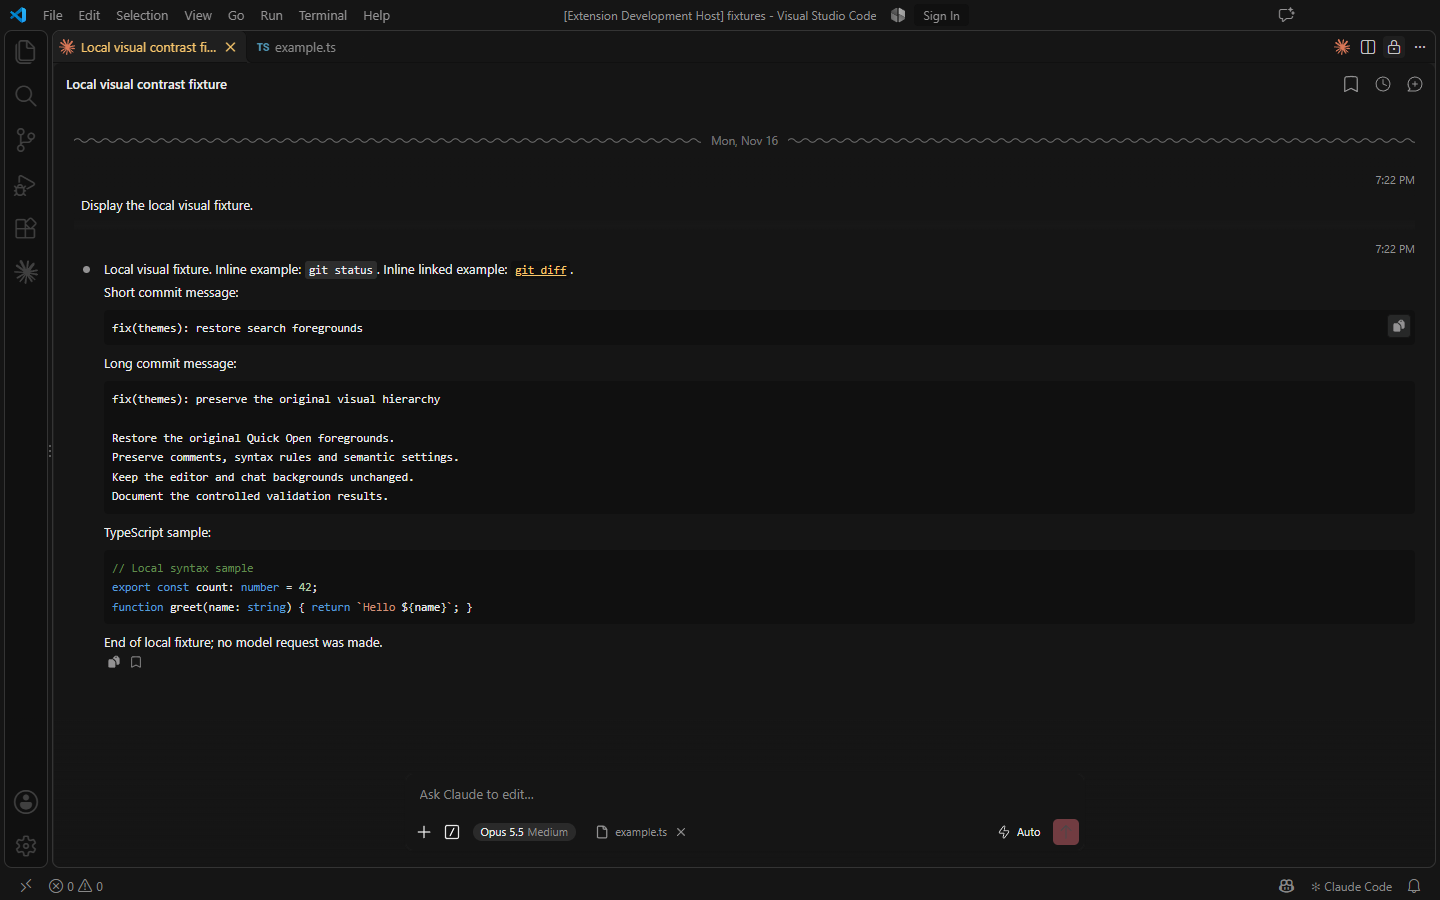 File Edit Selection View Go Run Terminal Help [Extension Development Host] fixtures - Visual Studio Code Sign In
Local visual contrast fi... TS example.ts
Local visual contrast fixture
Mon, Nov 16
7:22 PM
Display the local visual fixture.
7:22 PM
Local visual fixture. Inline example: git status. Inline linked example: git diff.
Short commit message:
fix(themes): restore search foregrounds
Long commit message:
fix(themes): preserve the original visual hierarchy
Restore the original Quick Open foregrounds.
Preserve comments, syntax rules and semantic settings.
Keep the editor and chat backgrounds unchanged.
Document the controlled validation results.
TypeScript sample:
// Local syntax sample
export const count: number = 42;
function greet(name: string) { return `Hello ${name}`; }
End of local fixture; no model request was made.
Ask Claude to edit...
Opus 5.5 Medium example.ts Auto
0 0 Claude Code